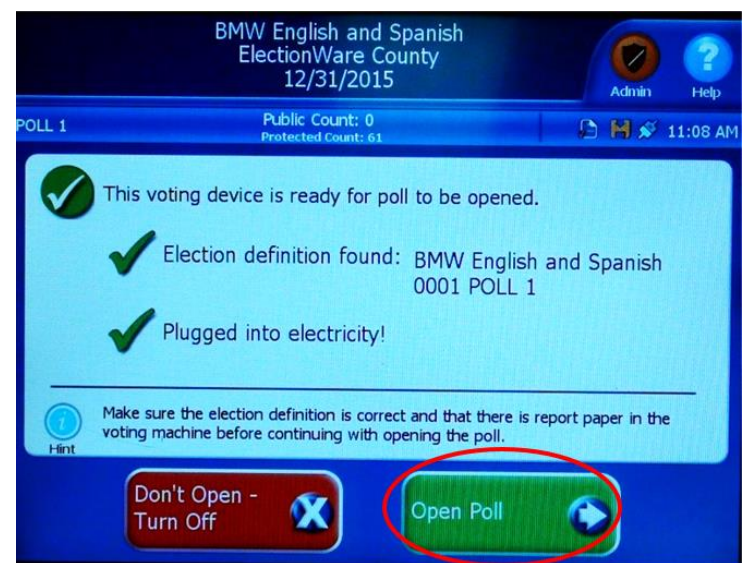 BMW English and Spanish
ElectionWare County
12/31/2015
Admin
Help
POLL 1
Public Count: 0
Protected Count: 61
11:08 AM
This voting device is ready for poll to be opened.
Election definition found: BMW English and Spanish
0001 POLL 1
Plugged into electricity!
Hint
Make sure the election definition is correct and that there is report paper in the
voting machine before continuing with opening the poll.
Don't Open -
Turn Off
Open Poll